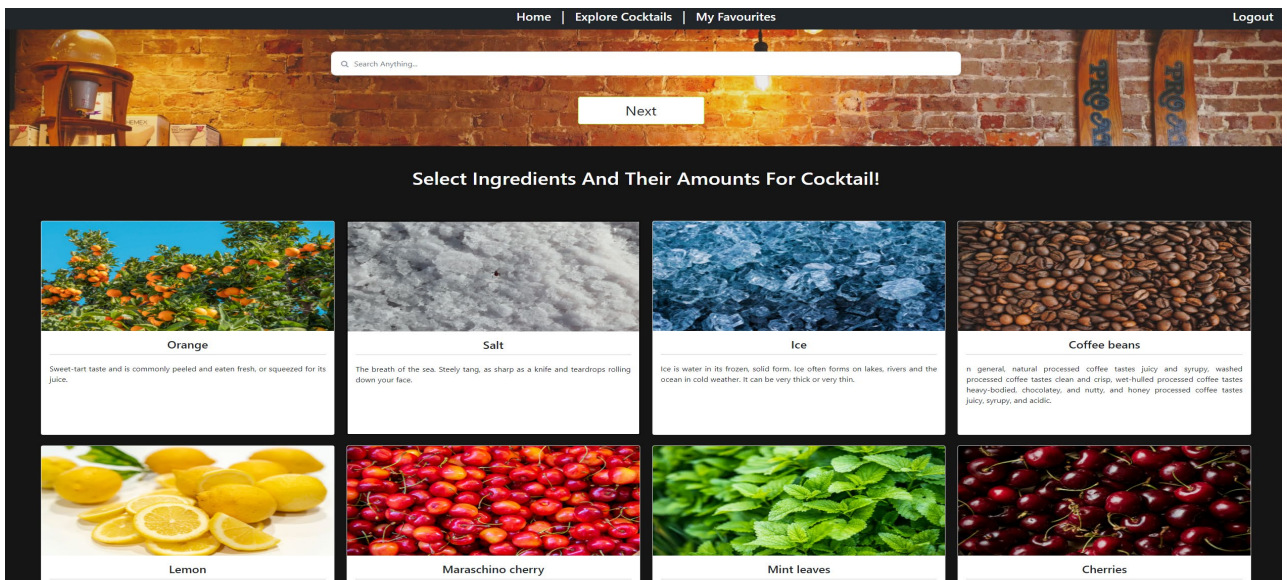 Home | Explore Cocktails | My Favourites
Logout
Search Anything...
Next
HEMEX
Select Ingredients And Their Amounts For Cocktail!
Orange
Sweet-tart taste and is commonly peeled and eaten fresh, or squeezed for its
juice.
Salt
The breath of the sea. Steely tang, as sharp as a knife and teardrops rolling
down your face.
Ice
Ice is water in its frozen, solid form. Ice often forms on lakes, rivers and the
ocean in cold weather. It can be very thick or very thin.
Coffee beans
n general, natural processed coffee tastes juicy and syrupy, washed
processed coffee tastes clean and crisp, wet-hulled processed coffee tastes
heavy-bodied, chocolatey, and nutty, and honey processed coffee tastes
juicy, syrupy, and acidic.
Lemon
Maraschino cherry
Mint leaves
Cherries